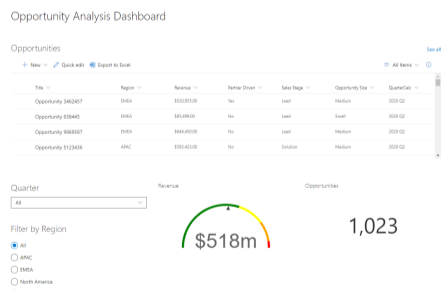 Opportunity Analysis Dashboard
Opportunities
See all
New Quick edit Export to Excel All Items
Title Region Revenue Partner Driven Sales Stage Opportunity Size QuarterCalc
Opportunity 3462457 EMEA Yes Lead Medium 2020 Q2
Opportunity 938445 EMEA No Lead Small 2020 Q2
Opportunity 9969587 EMEA No Lead Medium 2020 Q2
Opportunity 5123436 APAC No Solution Medium 2020 Q2
Quarter
All
Revenue
Opportunities
$518m
1,023
Filter by Region
All
APAC
EMEA
North America